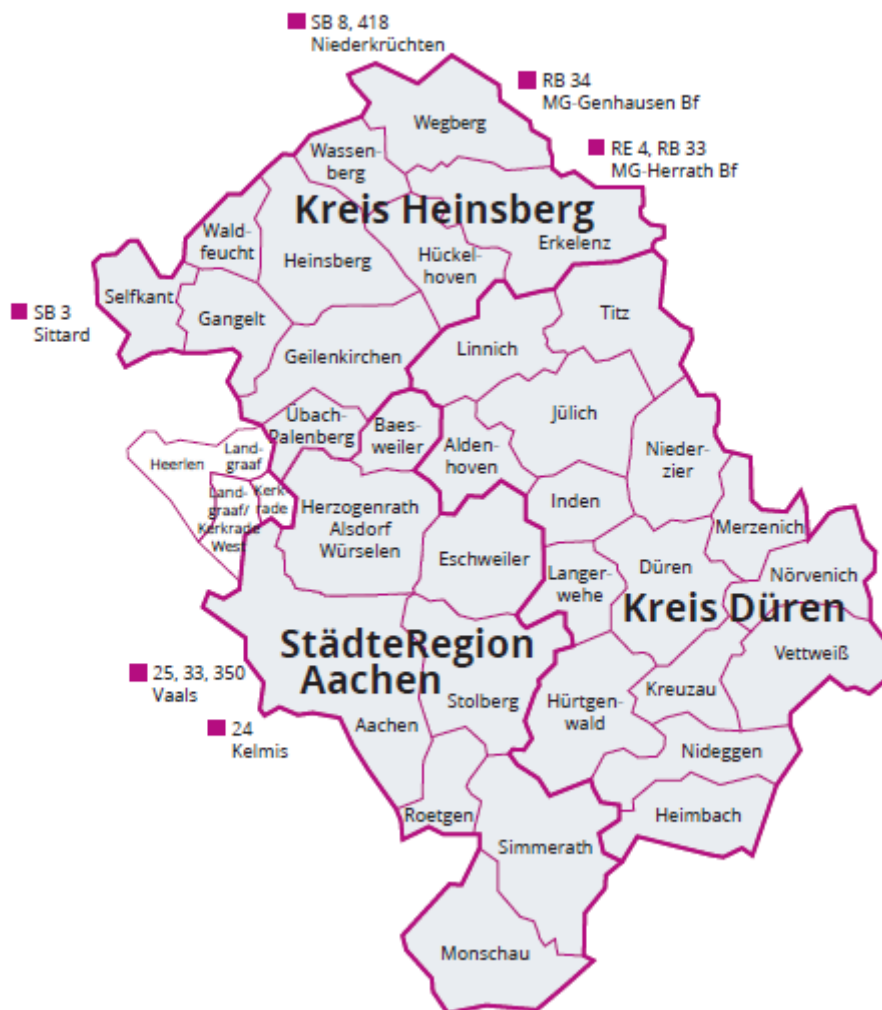 SB 8, 418
Niederkrüchten
RB 34
MG-Genhausen Bf
Wegberg
RE 4, RB 33
MG-Herrath Bf
Wassen-
berg
Kreis Heinsberg
Wald-
feucht
Erkelenz
Heinsberg
Hückel-
hoven
Selfkant
SB 3
Sittard
Gangelt
Titz
Linnich
Geilenkirchen
Übach-
Palenberg
Baes-
weiler
Jülich
Alden-
hoven
Nieder-
zier
Heerlen
Land-
graaf
Land-
graaf/
Kerkrade
West
Kerk-
rade
Herzogenrath
Alsdorf
Würselen
Inden
Merzenich
Eschweiler
Langer-
wehe
Düren
Nörvenich
Kreis Düren
StädteRegion
Aachen
Vettweiß
25, 33, 350
Vaals
Stolberg
Hürtgen-
wald
Kreuzau
24
Kelmis
Aachen
Nideggen
Roetgen
Heimbach
Simmerath
Monschau